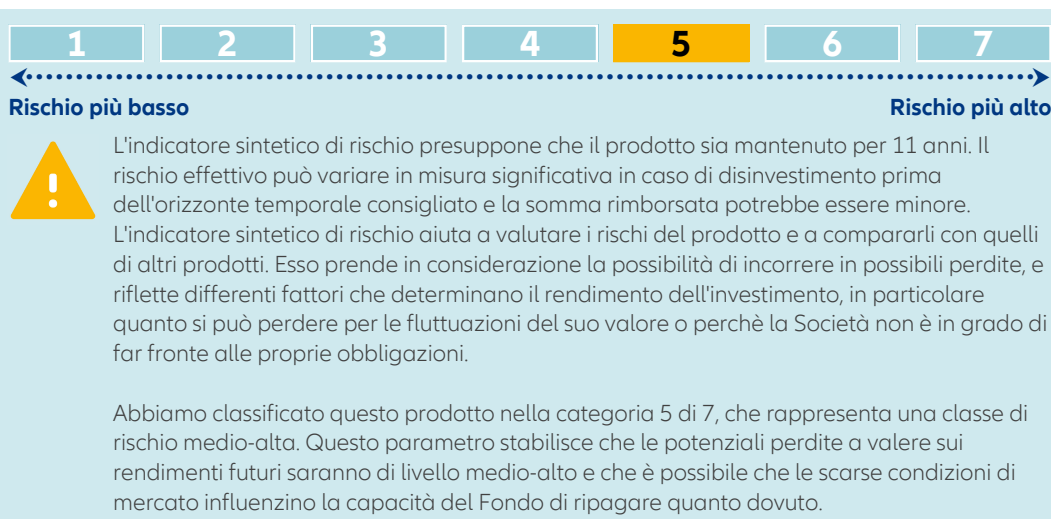 1 2 3 4 5 6 7
Rischio più basso Rischio più alto
L'indicatore sintetico di rischio presuppone che il prodotto sia mantenuto per 11 anni. Il
rischio effettivo può variare in misura significativa in caso di disinvestimento prima
dell'orizzonte temporale consigliato e la somma rimborsata potrebbe essere minore.
L'indicatore sintetico di rischio aiuta a valutare i rischi del prodotto e a compararli con quelli
di altri prodotti. Esso prende in considerazione la possibilità di incorrere in possibili perdite, e
riflette differenti fattori che determinano il rendimento dell'investimento, in particolare
quanto si può perdere per le fluttuazioni del suo valore o perchè la Società non è in grado di
far fronte alle proprie obbligazioni.
Abbiamo classificato questo prodotto nella categoria 5 di 7, che rappresenta una classe di
rischio medio-alta. Questo parametro stabilisce che le potenziali perdite a valere sui
rendimenti futuri saranno di livello medio-alto e che è possibile che le scarse condizioni di
mercato influenzino la capacità del Fondo di ripagare quanto dovuto.